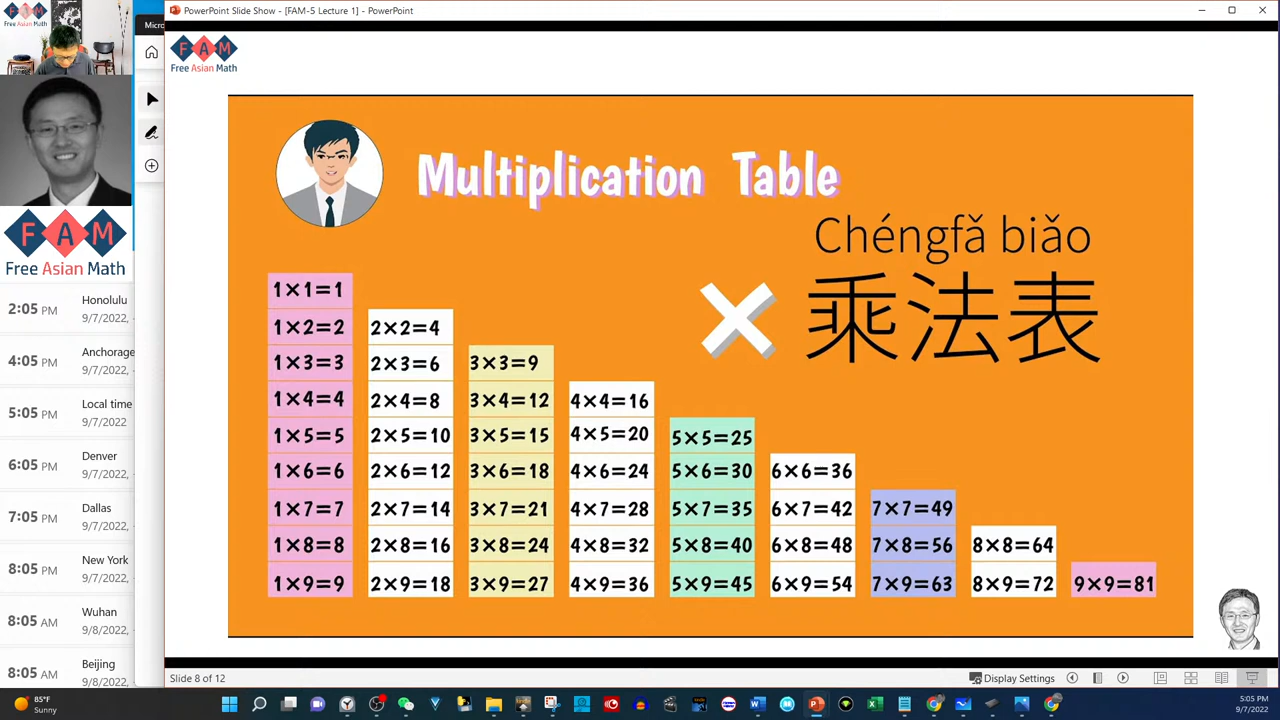 PowerPoint Slide Show - [FAM-5 Lecture 1] - PowerPoint
FAM
Free Asian Math
Micro
FAM
Free Asian Math
Multiplication Table
Chéngfǎ biǎo
× 乘法表
1×1=1
1×2=2 2×2=4
1×3=3 2×3=6 3×3=9
1×4=4 2×4=8 3×4=12 4×4=16
1×5=5 2×5=10 3×5=15 4×5=20 5×5=25
1×6=6 2×6=12 3×6=18 4×6=24 5×6=30 6×6=36
1×7=7 2×7=14 3×7=21 4×7=28 5×7=35 6×7=42 7×7=49
1×8=8 2×8=16 3×8=24 4×8=32 5×8=40 6×8=48 7×8=56 8×8=64
1×9=9 2×9=18 3×9=27 4×9=36 5×9=45 6×9=54 7×9=63 8×9=72 9×9=81
FAM
Free Asian Math
2:05 PM Honolulu
9/7/2022,
4:05 PM Anchorage
9/7/2022,
5:05 PM Local time
9/7/2022
6:05 PM Denver
9/7/2022,
7:05 PM Dallas
9/7/2022,
8:05 PM New York
9/7/2022,
8:05 AM Wuhan
9/8/2022,
8:05 AM Beijing
9/8/2022,
Slide 8 of 12
Display Settings
85°F
Sunny
5:05 PM
9/7/2022